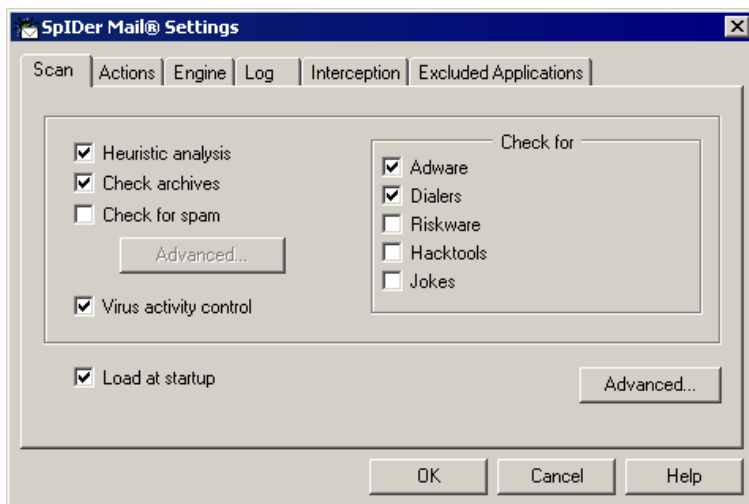 SpIDer Mail® Settings
Scan
Actions
Engine
Log
Interception
Excluded Applications
Heuristic analysis
Check archives
Check for spam
Advanced...
Virus activity control
Check for
Adware
Dialers
Riskware
Hacktools
Jokes
Load at startup
Advanced...
OK
Cancel
Help